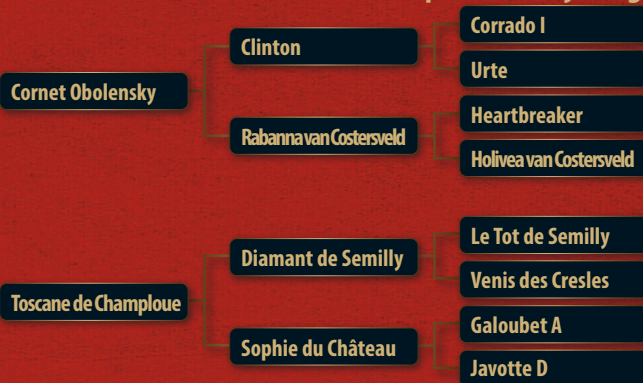 Corrado I
Clinton
Urte
Cornet Obolensky
Heartbreaker
Rabanna van Costersveld
Holivea van Costersveld
Le Tot de Semilly
Diamant de Semilly
Venis des Cresles
Toscane de Champloue
Galoubet A
Sophie du Château
Javotte D